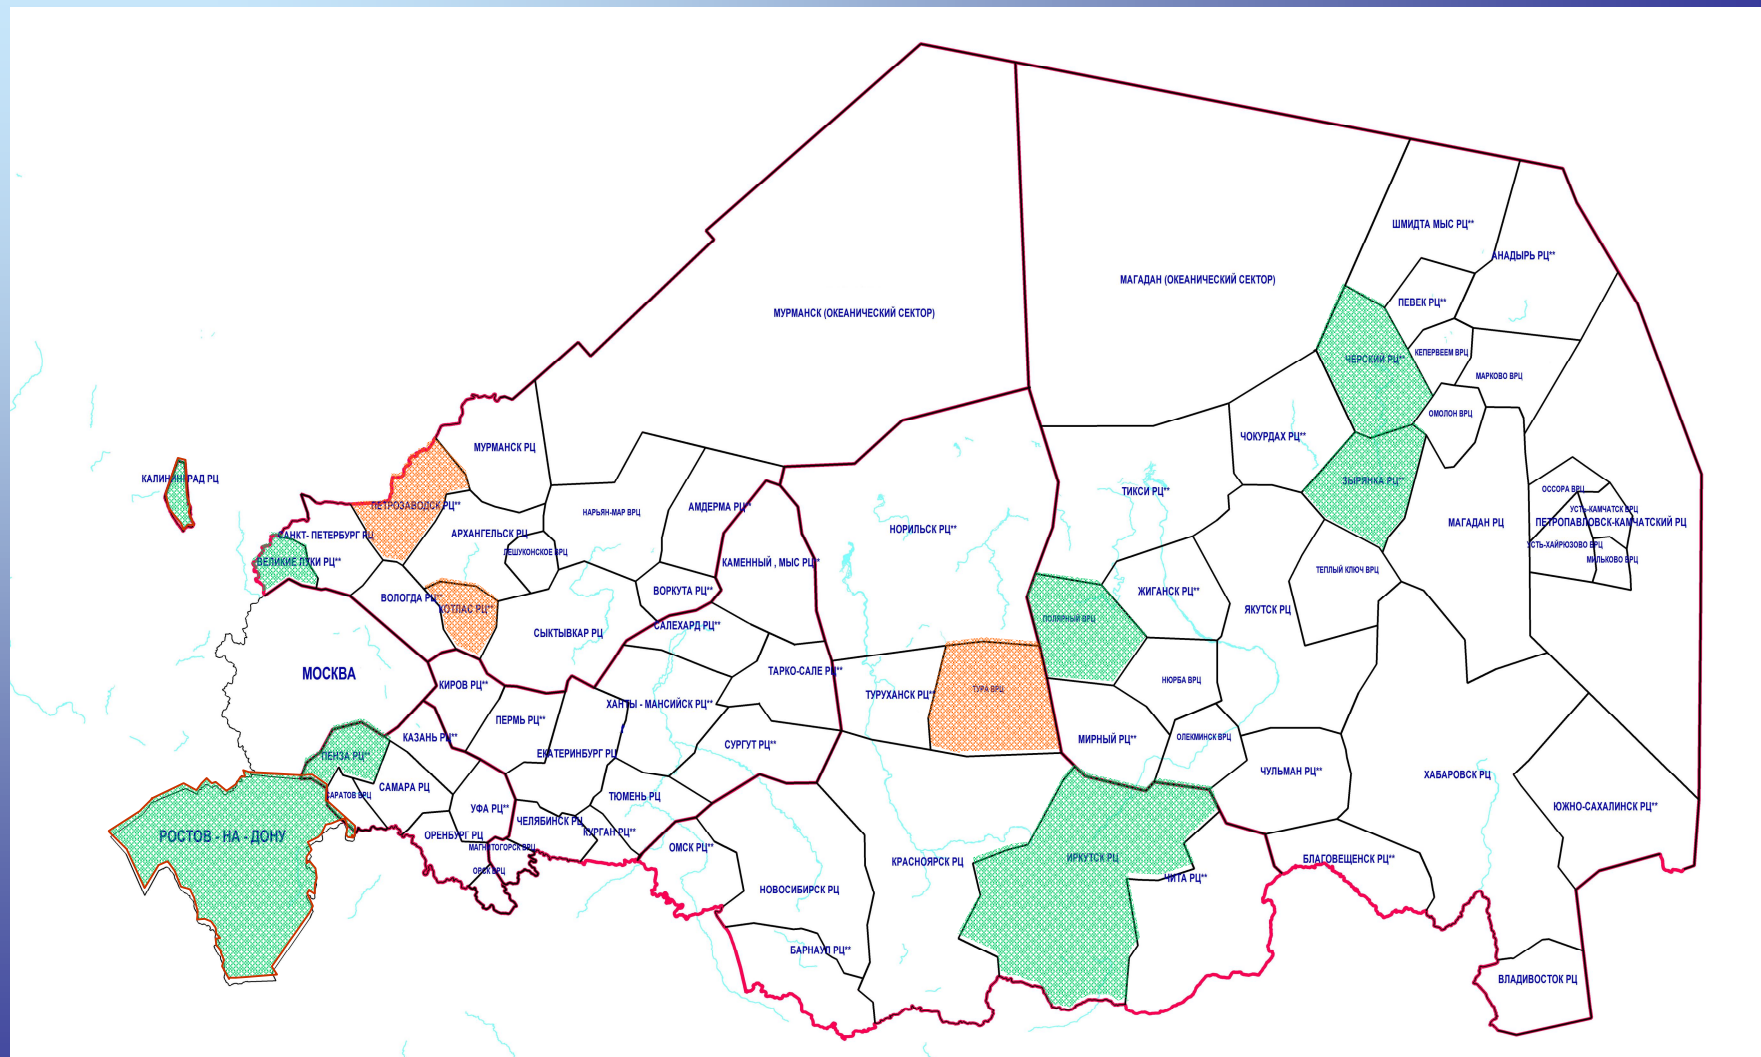 ШМИДТА МЫС РЦ**
АНАДЫРЬ РЦ**
МАГАДАН (ОКЕАНИЧЕСКИЙ СЕКТОР)
ПЕВЕК РЦ**
МУРМАНСК (ОКЕАНИЧЕСКИЙ СЕКТОР)
КЕПЕРВЕЕМ ВРЦ
ЧЕРСКИЙ РЦ**
МАРКОВО ВРЦ
ОМОЛОН ВРЦ
ЧОКУРДАХ РЦ**
МУРМАНСК РЦ
КАЛИНИНГРАД РЦ
ЗЫРЯНКА РЦ**
ТИКСИ РЦ**
ОССОРА ВРЦ
ПЕТРОЗАВОДСК РЦ**
АМДЕРМА РЦ**
НАРЬЯН-МАР ВРЦ
УСТЬ-КАМЧАТСК ВРЦ
МАГАДАН РЦ
ПЕТРОПАВЛОВСК-КАМЧАТСКИЙ РЦ
НОРИЛЬСК РЦ**
САНКТ- ПЕТЕРБУРГ РЦ
АРХАНГЕЛЬСК РЦ
ЛЕШУКОНСКОЕ ВРЦ
УСТЬ-ХАЙРЮЗОВО ВРЦ
МИЛЬКОВО ВРЦ
ВЕЛИКИЕ ЛУКИ РЦ**
КАМЕННЫЙ , МЫС РЦ*
ТЕПЛЫЙ КЛЮЧ ВРЦ
ВОРКУТА РЦ**
ЖИГАНСК РЦ**
ВОЛОГДА РЦ**
КОТЛАС РЦ**
ЯКУТСК РЦ
ПОЛЯРНЫЙ ВРЦ
САЛЕХАРД РЦ**
СЫКТЫВКАР РЦ
МОСКВА
ТАРКО-САЛЕ РЦ**
НЮРБА ВРЦ
КИРОВ РЦ**
ТУРУХАНСК РЦ**
ТУРА ВРЦ
ХАНТЫ - МАНСИЙСК РЦ**
ПЕРМЬ РЦ**
КАЗАНЬ РЦ**
МИРНЫЙ РЦ**
ОЛЕКМИНСК ВРЦ
СУРГУТ РЦ**
ЕКАТЕРИНБУРГ РЦ
ПЕНЗА РЦ**
ЧУЛЬМАН РЦ**
ХАБАРОВСК РЦ
САМАРА РЦ
САРАТОВ ВРЦ
ТЮМЕНЬ РЦ
УФА РЦ**
ЮЖНО-САХАЛИНСК РЦ**
ЧЕЛЯБИНСК РЦ
КУРГАН РЦ**
РОСТОВ - НА - ДОНУ
ОРЕНБУРГ РЦ
МАГНИТОГОРСК ВРЦ
ОМСК РЦ**
ИРКУТСК РЦ
БЛАГОВЕЩЕНСК РЦ**
КРАСНОЯРСК РЦ
ОРСК ВРЦ
ЧИТА РЦ**
НОВОСИБИРСК РЦ
БАРНАУЛ РЦ**
ВЛАДИВОСТОК РЦ